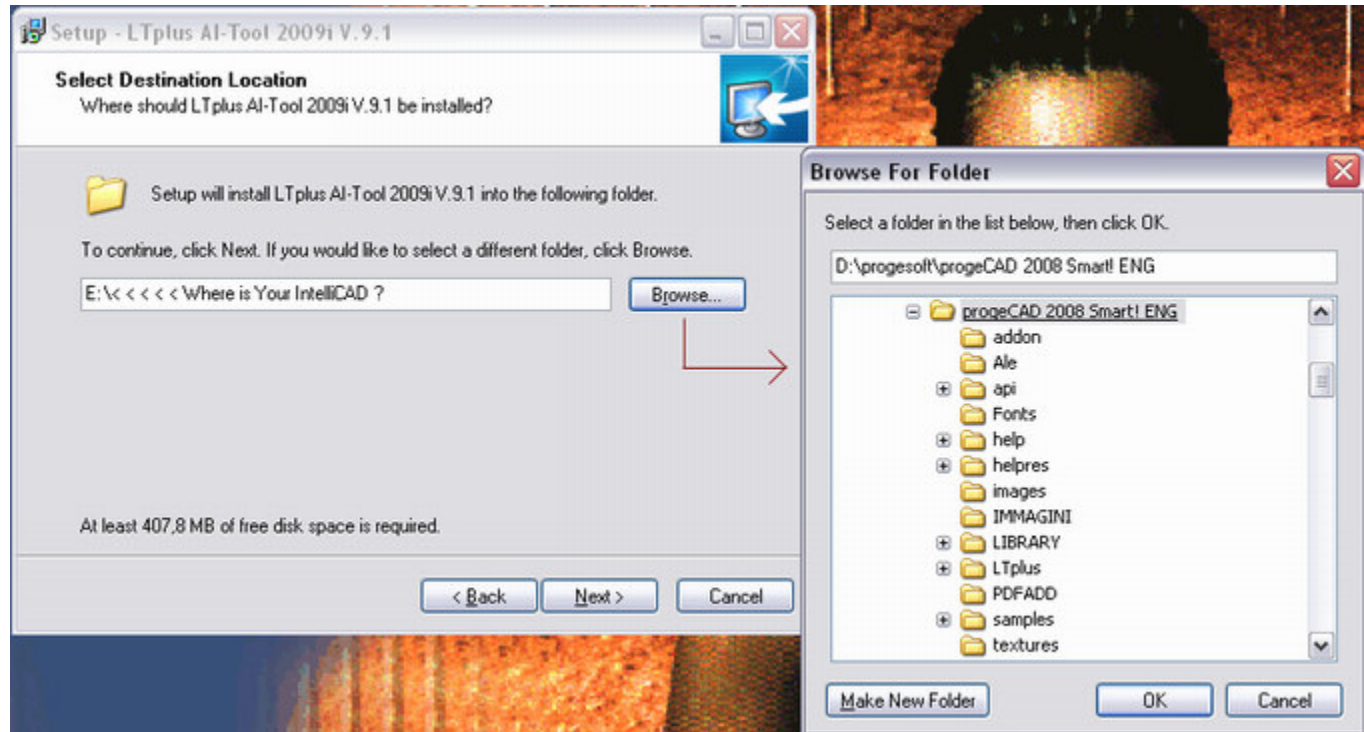 Setup - LTplus AI-Tool 2009i V.9.1
Select Destination Location
Where should LTplus AI-Tool 2009i V.9.1 be installed?
Setup will install LTplus AI-Tool 2009i V.9.1 into the following folder.
To continue, click Next. If you would like to select a different folder, click Browse.
E:\< < < < < Where is Your IntelliCAD ?
Browse...
At least 407,8 MB of free disk space is required.
< Back
Next >
Cancel
Browse For Folder
Select a folder in the list below, then click OK.
D:\progesoft\progeCAD 2008 Smart! ENG
progeCAD 2008 Smart! ENG
addon
Ale
api
Fonts
help
helpres
images
IMMAGINI
LIBRARY
LTplus
PDFADD
samples
textures
Make New Folder
OK
Cancel